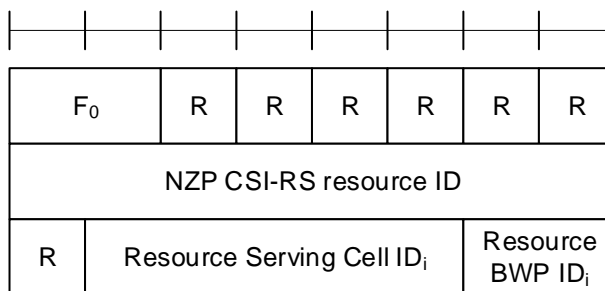 F₀ R R R R R R
NZP CSI-RS resource ID
R Resource Serving Cell IDᵢ Resource
BWP IDᵢ